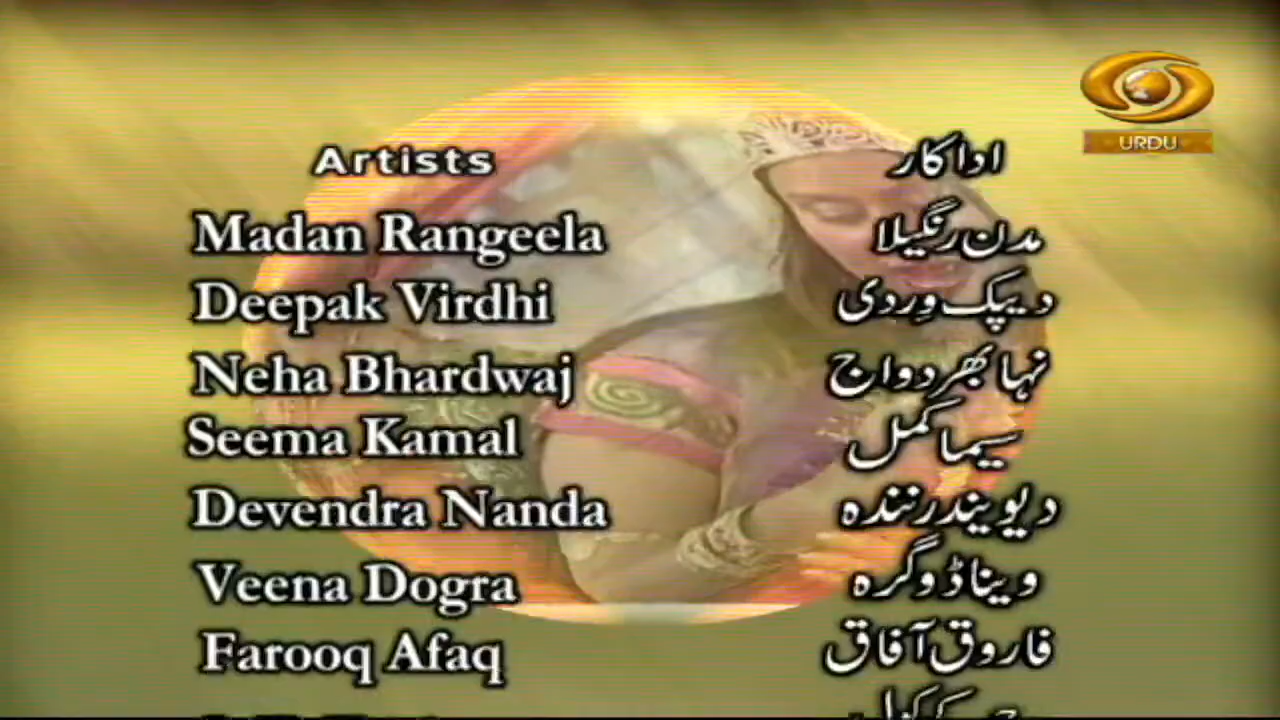 URDU
Artists اداکار
Madan Rangeela مدن رنگیلا
Deepak Virdhi دیپک وِردی
Neha Bhardwaj نہا بھردواج
Seema Kamal سیما کمل
Devendra Nanda دیویندر نندہ
Veena Dogra وینا ڈوگرہ
Farooq Afaq فاروق آفاق